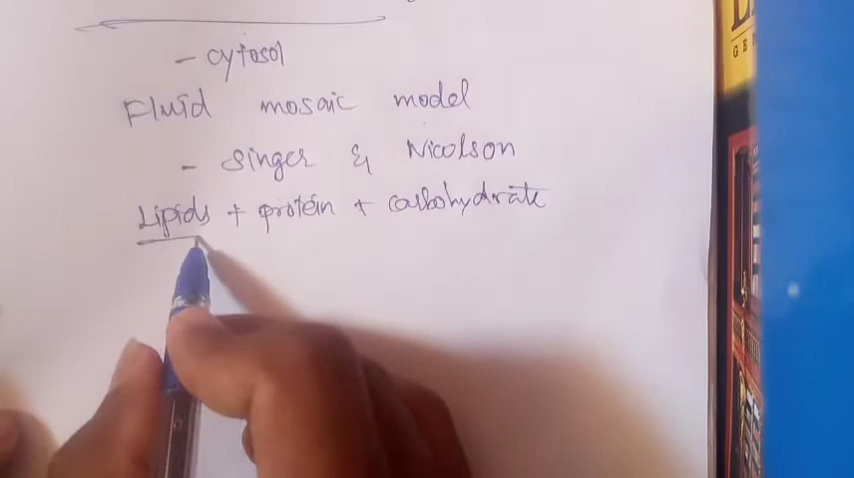 - cytosol
Fluid mosaic model
- Singer & Nicolson
Lipids + protein + carbohydrate